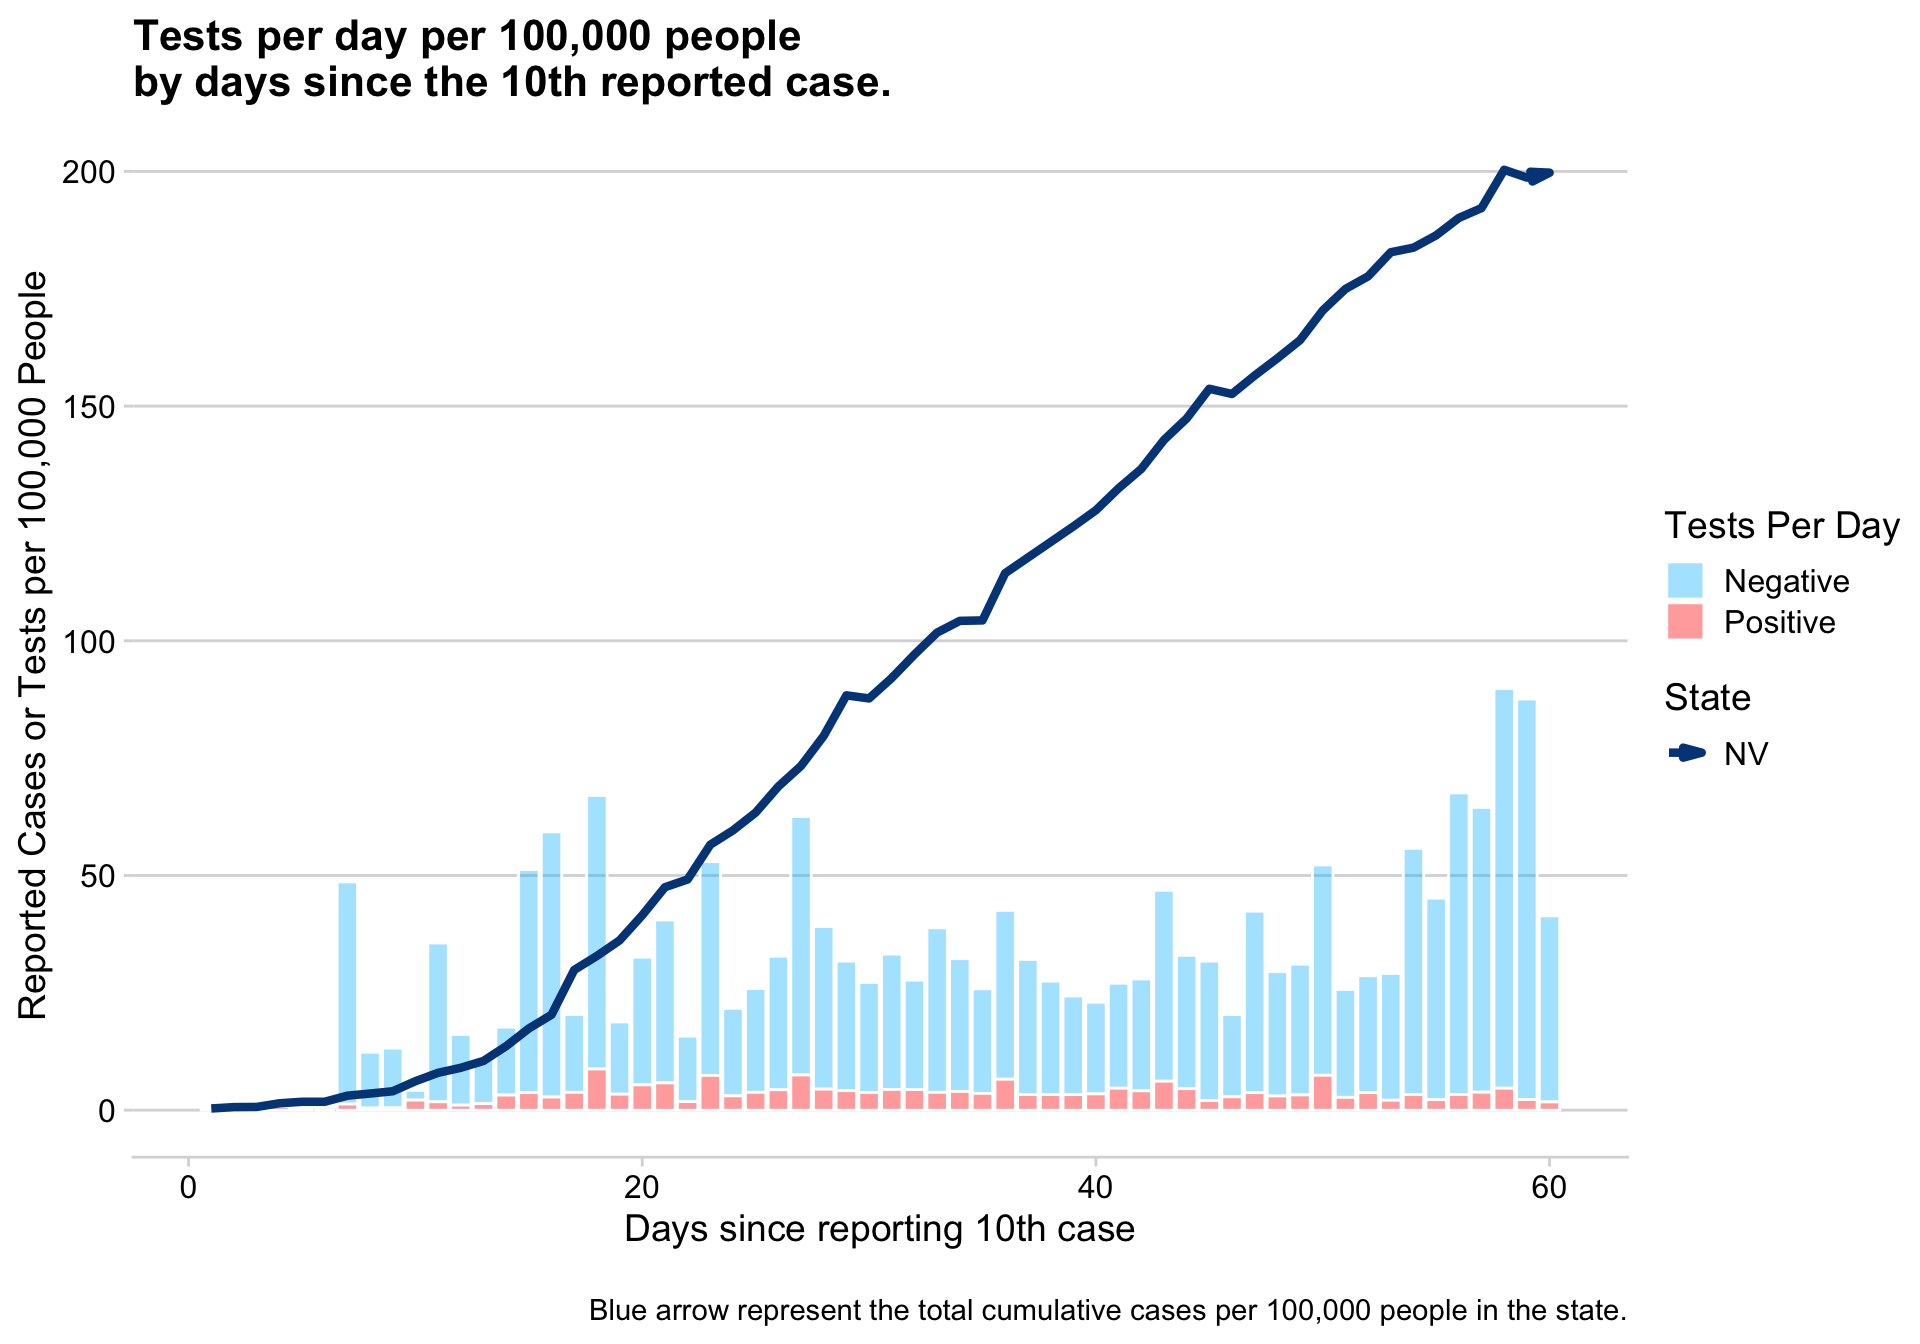 Tests per day per 100,000 people
by days since the 10th reported case.
Reported Cases or Tests per 100,000 People
200
150
100
50
0
0
20
40
60
Days since reporting 10th case
Tests Per Day
Negative
Positive
State
NV
Blue arrow represent the total cumulative cases per 100,000 people in the state.